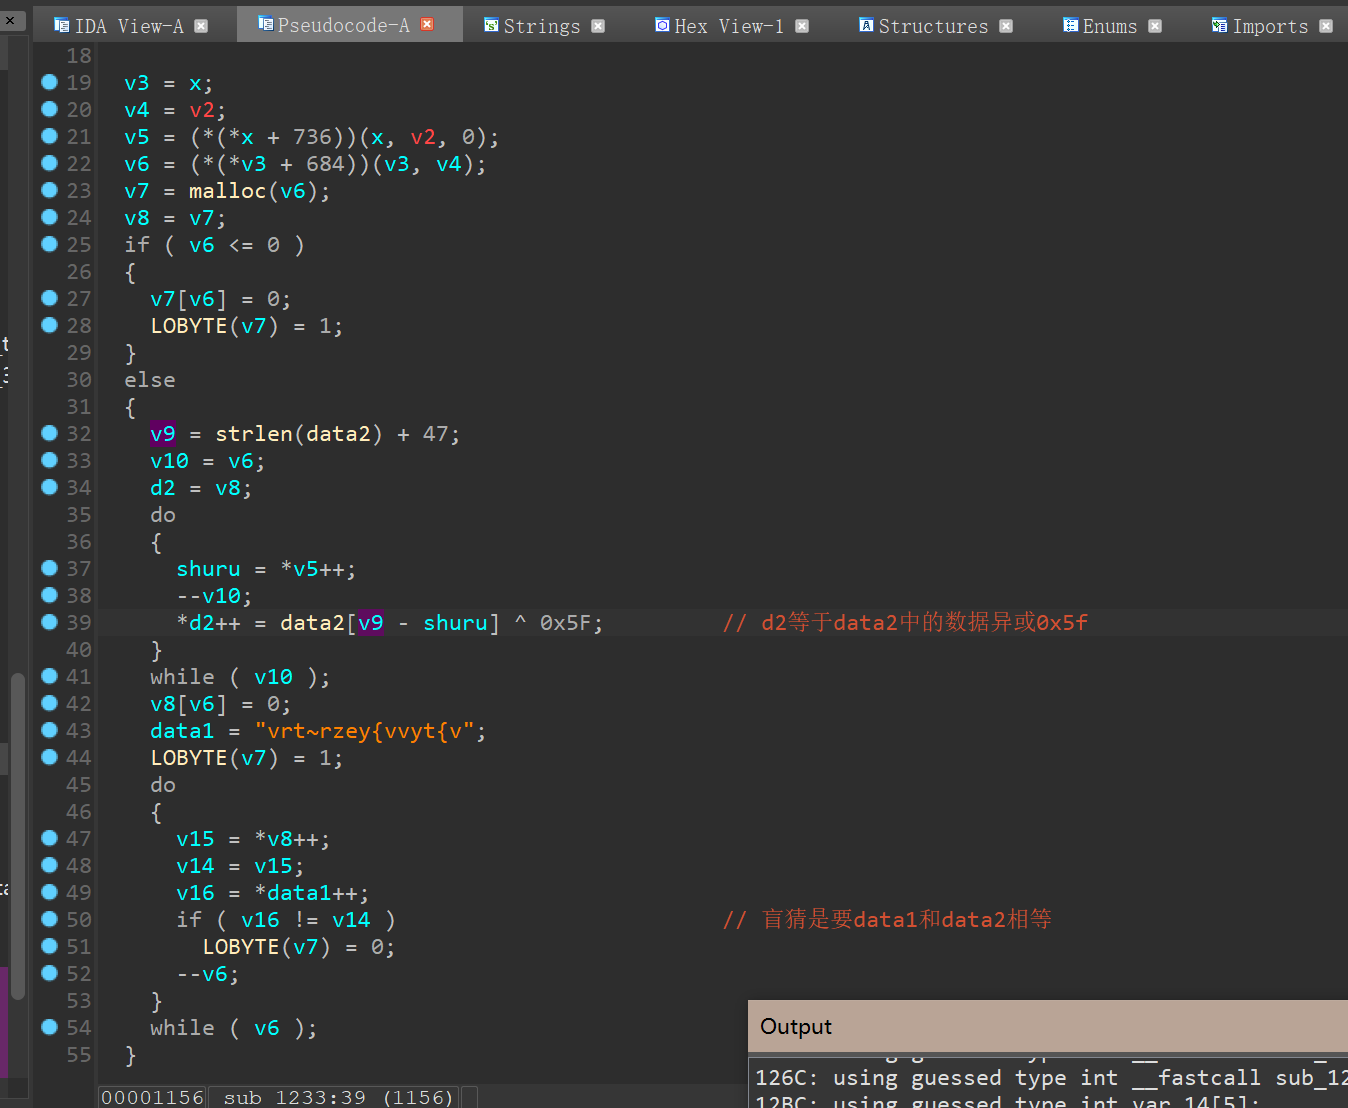 IDA View-A
Pseudocode-A
Strings
Hex View-1
Structures
Enums
Imports
18
19 v3 = x;
20 v4 = v2;
21 v5 = (*(*x + 736))(x, v2, 0);
22 v6 = (*(*v3 + 684))(v3, v4);
23 v7 = malloc(v6);
24 v8 = v7;
25 if ( v6 <= 0 )
26 {
27 v7[v6] = 0;
28 LOBYTE(v7) = 1;
29 }
30 else
31 {
32 v9 = strlen(data2) + 47;
33 v10 = v6;
34 d2 = v8;
35 do
36 {
37 shuru = *v5++;
38 --v10;
39 *d2++ = data2[v9 - shuru] ^ 0x5F; // d2等于data2中的数据异或0x5f
40 }
41 while ( v10 );
42 v8[v6] = 0;
43 data1 = "vrt~rzey{vvyt{v";
44 LOBYTE(v7) = 1;
45 do
46 {
47 v15 = *v8++;
48 v14 = v15;
49 v16 = *data1++;
50 if ( v16 != v14 ) // 盲猜是要data1和data2相等
51 LOBYTE(v7) = 0;
52 --v6;
53 }
54 while ( v6 );
55 }
Output
126C: using guessed type int __fastcall sub_12
12BC: using guessed type int var_14[5];
00001156 sub_1233:39 (1156)